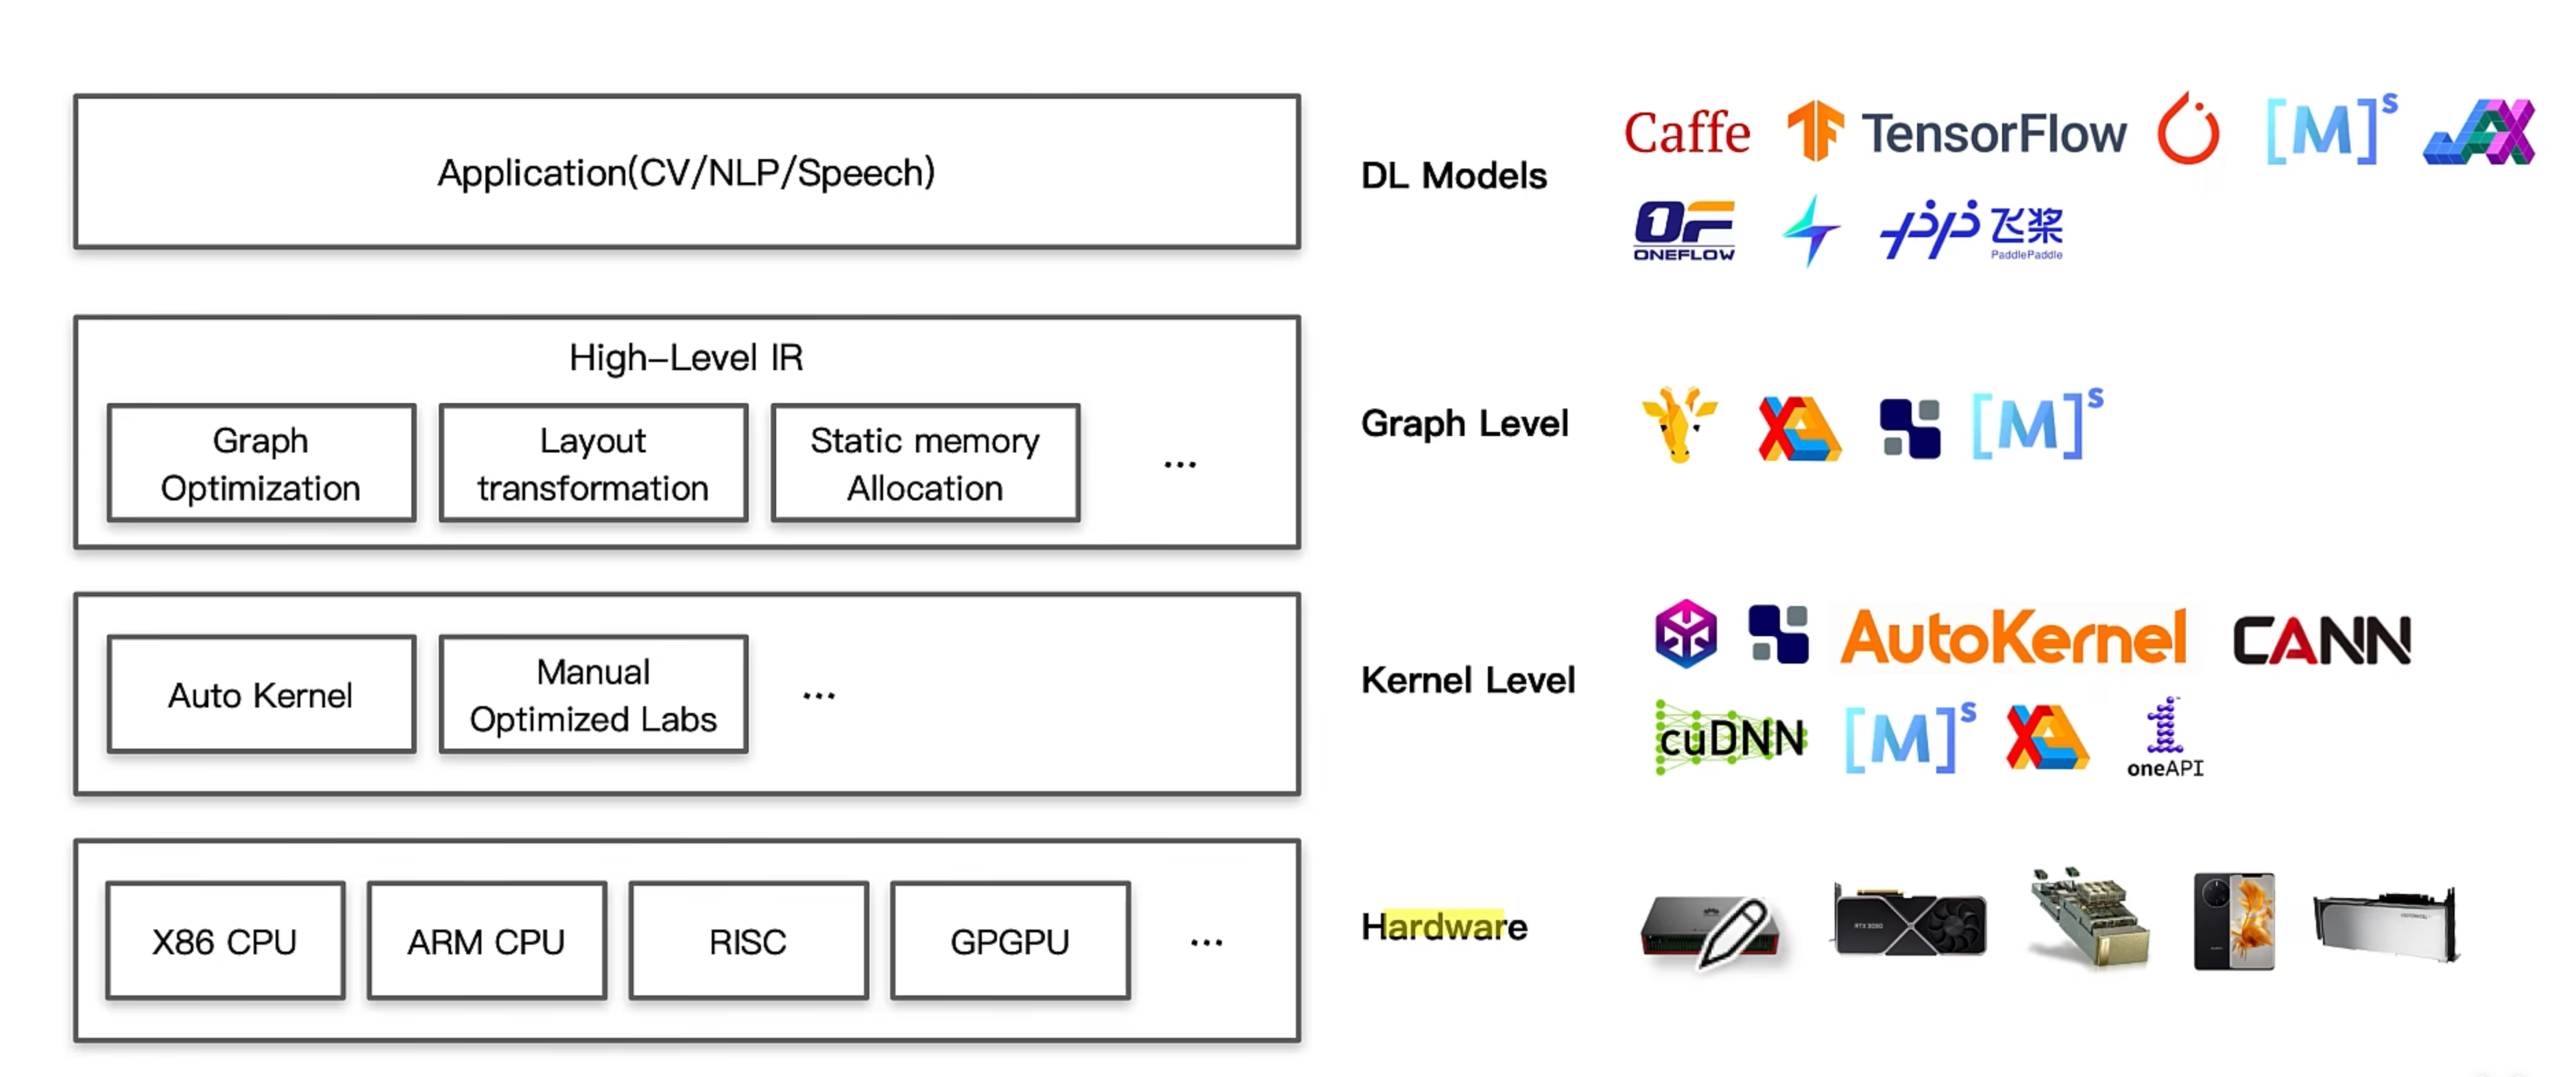 Application(CV/NLP/Speech)
DL Models
Caffe
TensorFlow
[M]s
JAX
OF
ONEFLOW
飞桨
PaddlePaddle
High-Level IR
Graph
Optimization
Layout
transformation
Static memory
Allocation
...
Graph Level
[M]s
Auto Kernel
Manual
Optimized Labs
...
Kernel Level
AutoKernel
CANN
cuDNN
[M]s
oneAPI
X86 CPU
ARM CPU
RISC
GPGPU
...
Hardware